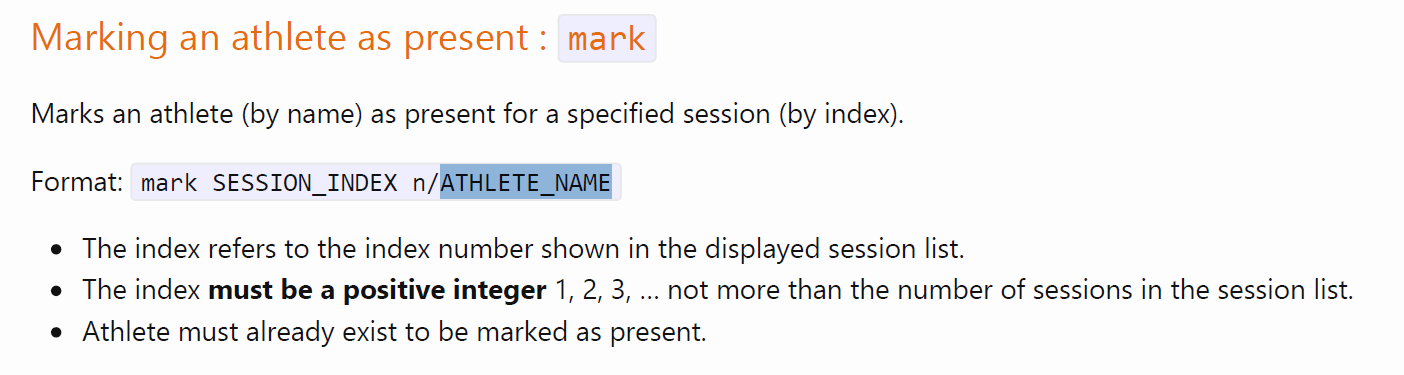 Marking an athlete as present : mark
Marks an athlete (by name) as present for a specified session (by index).
Format: mark SESSION_INDEX n/ATHLETE_NAME
• The index refers to the index number shown in the displayed session list.
• The index must be a positive integer 1, 2, 3, … not more than the number of sessions in the session list.
• Athlete must already exist to be marked as present.